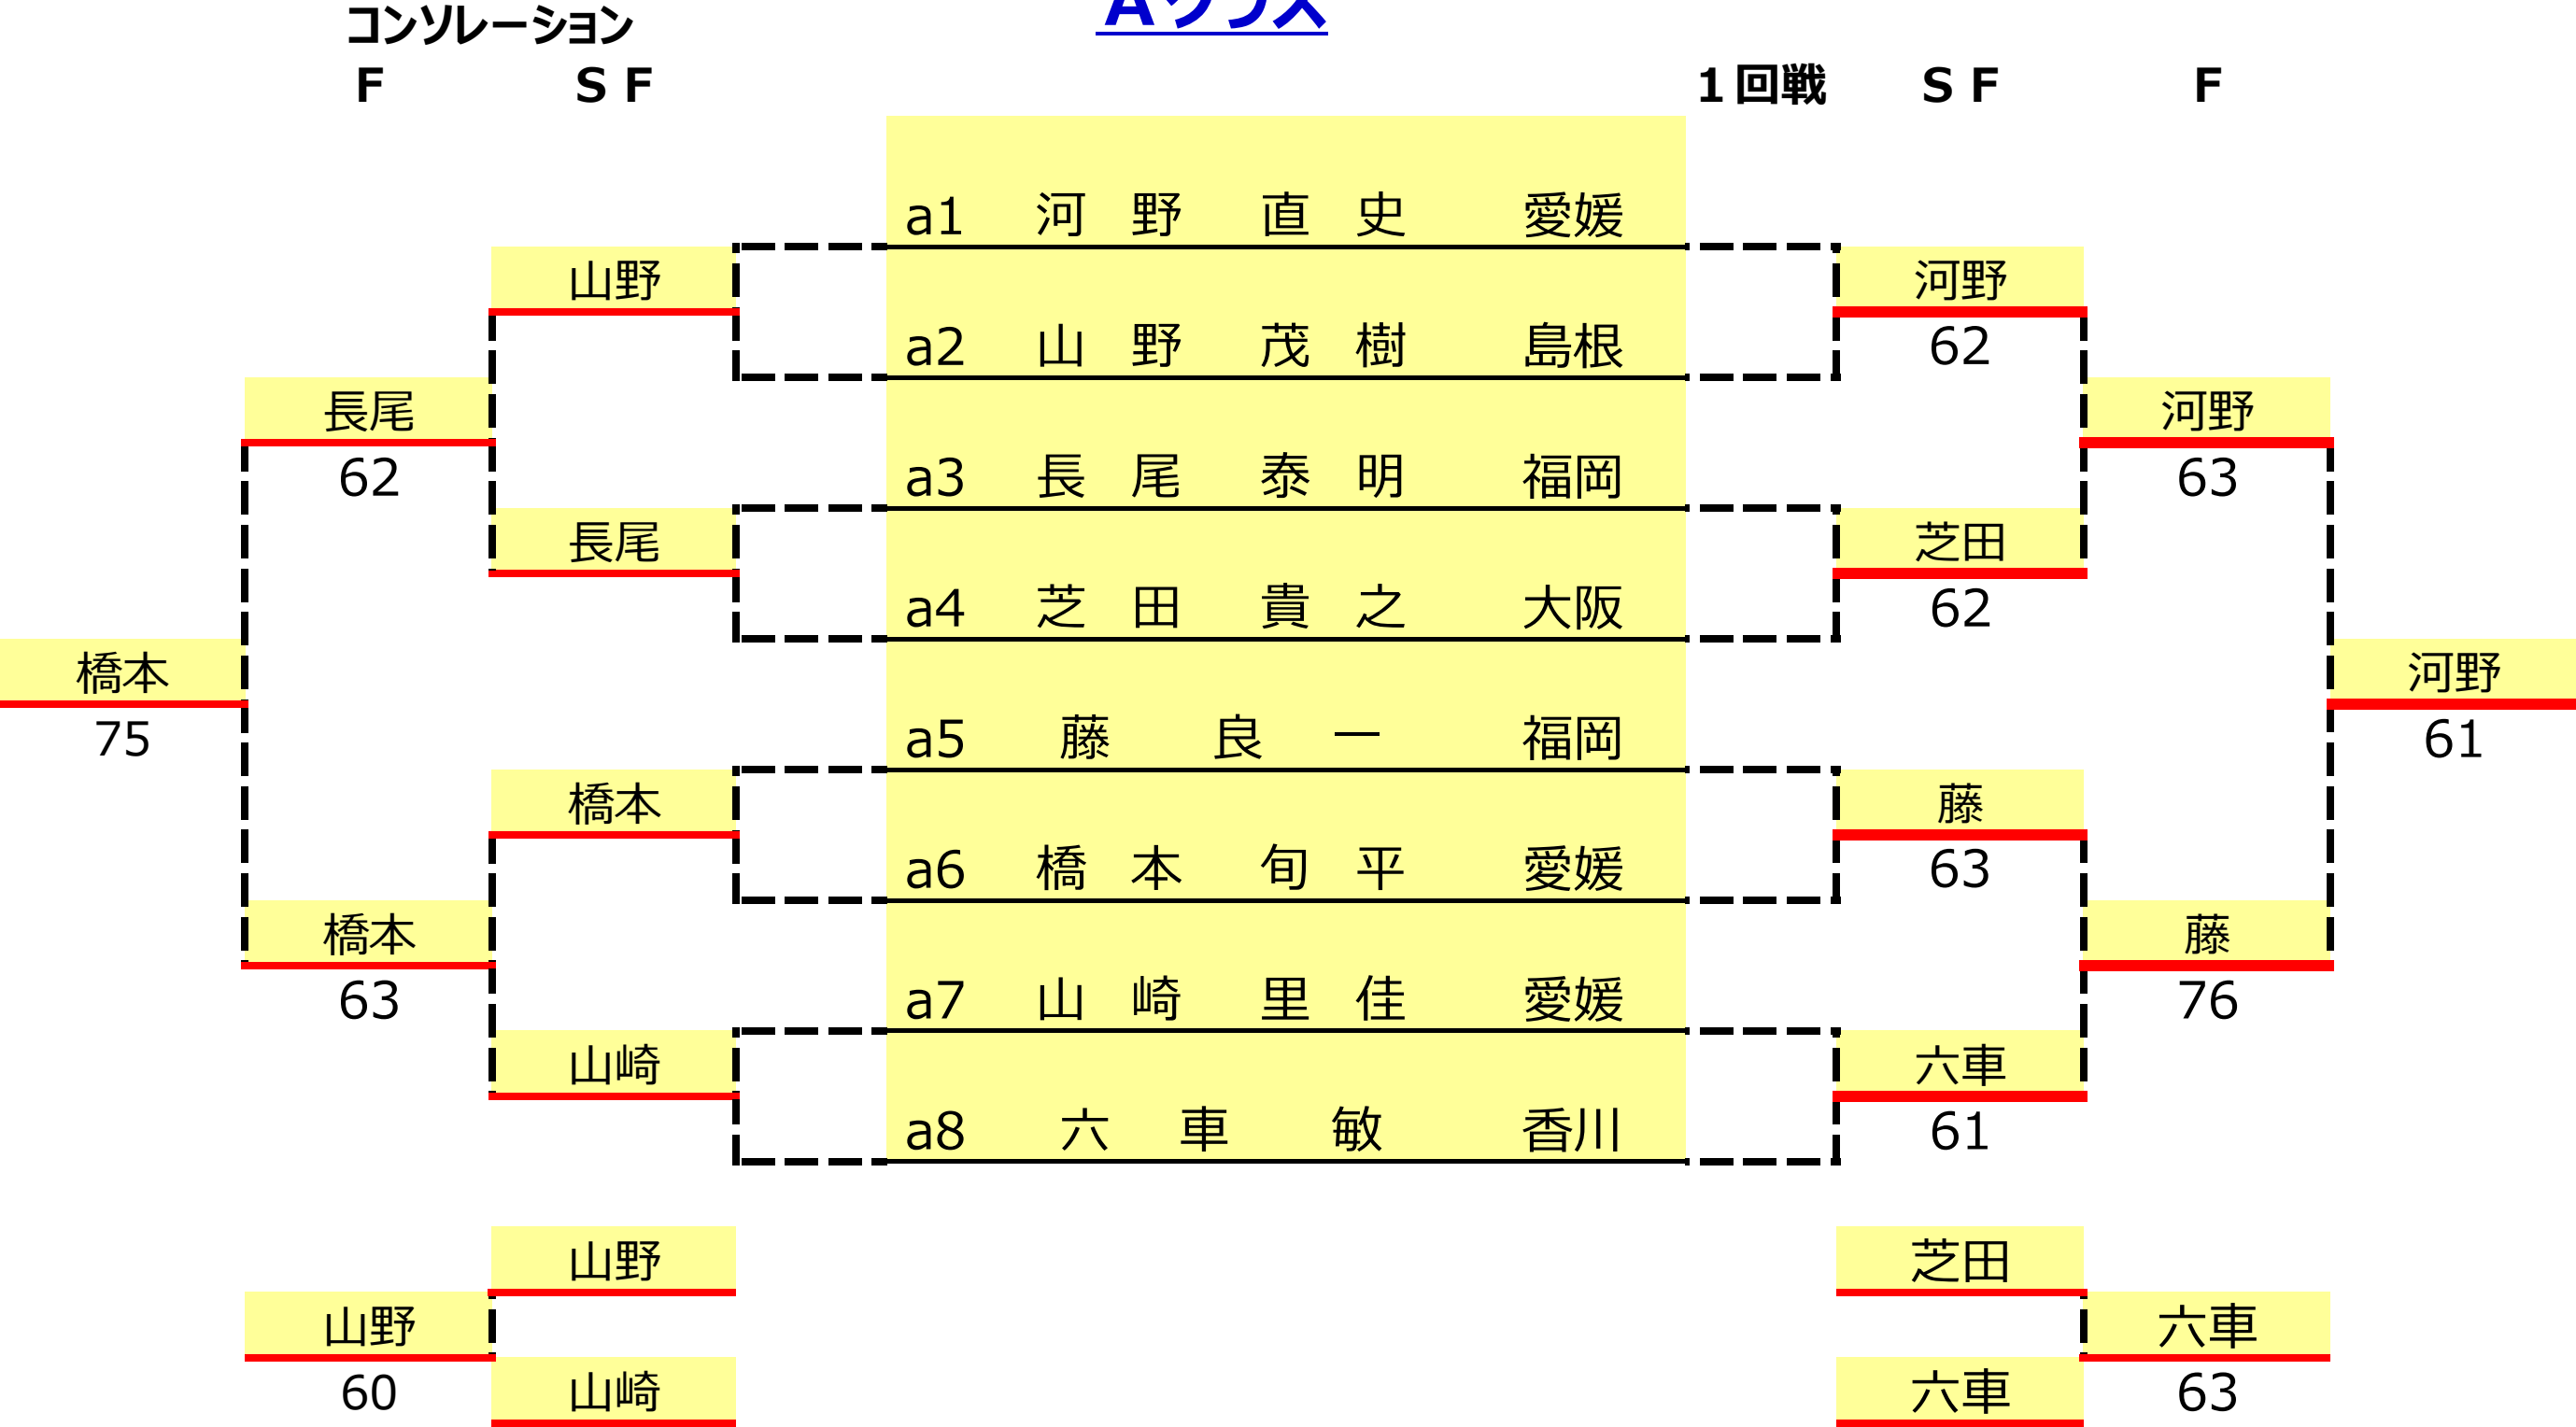 Aクラス
コンソレーション
F　ＳＦ　１回戦　ＳＦ　F
a1 河野 直史 愛媛
山野　河野
a2 山野 茂樹 島根
62
長尾　河野
a3 長尾 泰明 福岡
62　63
長尾　芝田
a4 芝田 貴之 大阪
62
橋本　河野
a5 藤 良一 福岡
75　61
橋本　藤
a6 橋本 旬平 愛媛
63
橋本　藤
a7 山崎 里佳 愛媛
63　76
山崎　六車
a8 六車 敏 香川
61
山野　芝田
山野　六車
60　山崎　六車　63